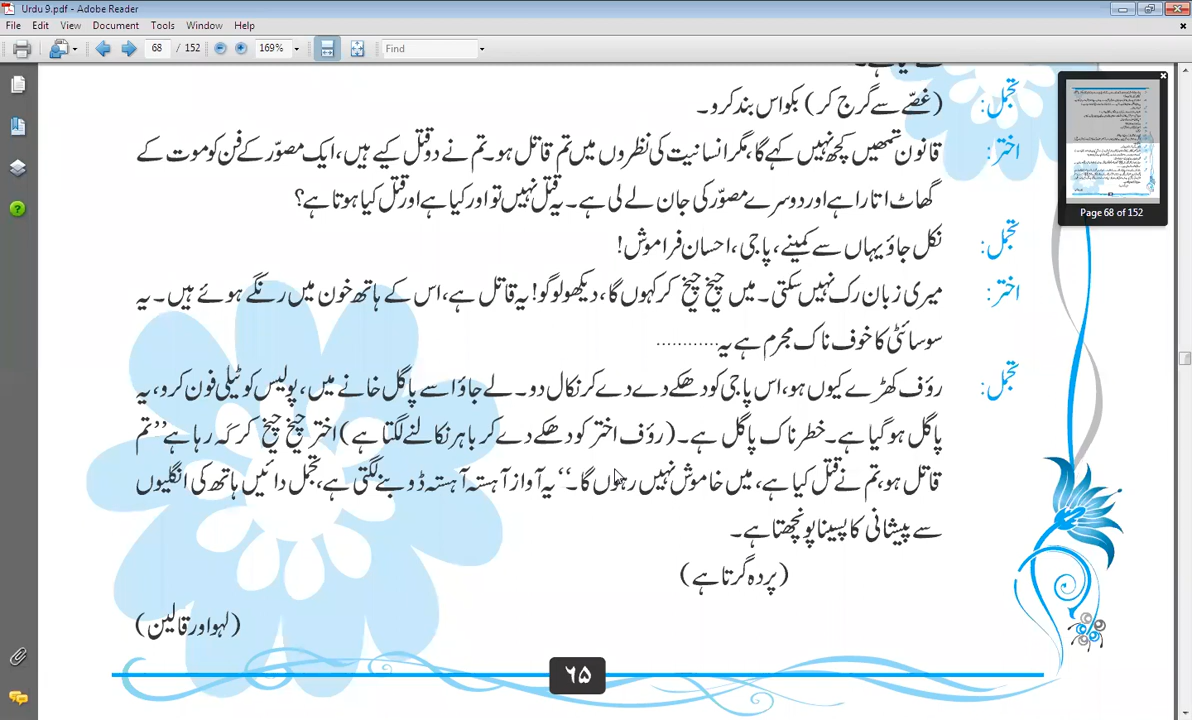 Urdu 9.pdf - Adobe Reader
File Edit View Document Tools Window Help
68 / 152 169% Find
تجمل: (غصّے سے گرج کر) بکواس بند کرو۔
اختر: قانون تمھیں کچھ نہیں کہے گا، مگر انسانیت کی نظروں میں تم قاتل ہو۔ تم نے دو قتل کیے ہیں، ایک مصوّر کے فن کو موت کے
گھاٹ اتارا ہے اور دوسرے مصوّر کی جان لے لی ہے۔ یہ قتل نہیں تو اور کیا ہے اور قتل کیا ہوتا ہے؟
تجمل: نکل جاؤ یہاں سے کمینے، پاجی، احسان فراموش!
اختر: میری زبان رک نہیں سکتی۔ میں چیخ چیخ کر کہوں گا، دیکھو لوگو! یہ قاتل ہے، اس کے ہاتھ خون میں رنگے ہوئے ہیں۔ یہ
سوسائٹی کا خوف ناک مجرم ہے یہ............
تجمل: رؤف کھڑے کیوں ہو، اس پاجی کو دھکے دے دے کر نکال دو۔ لے جاؤ اسے پاگل خانے میں، پولیس کو ٹیلی فون کرو، یہ
پاگل ہو گیا ہے۔ خطرناک پاگل ہے۔ (رؤف اختر کو دھکے دے کر باہر نکالنے لگتا ہے) اختر چیخ چیخ کر کَہ رہا ہے ”تم
قاتل ہو، تم نے قتل کیا ہے، میں خاموش نہیں رہوں گا۔“ یہ آواز آہستہ آہستہ ڈوبنے لگتی ہے، تجمل دائیں ہاتھ کی انگلیوں
سے پیشانی کا پسینا پونچھتا ہے۔
(پردہ گرتا ہے)
(لہو اور قالین)
۶۵
Page 68 of 152